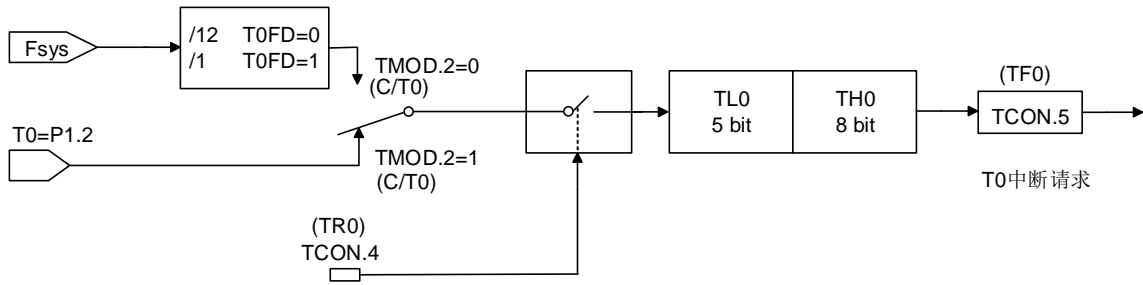 Fsys
/12 T0FD=0
/1 T0FD=1
TMOD.2=0
(C/T0)
T0=P1.2
TMOD.2=1
(C/T0)
(TR0)
TCON.4
TL0
5 bit
TH0
8 bit
(TF0)
TCON.5
T0中断请求